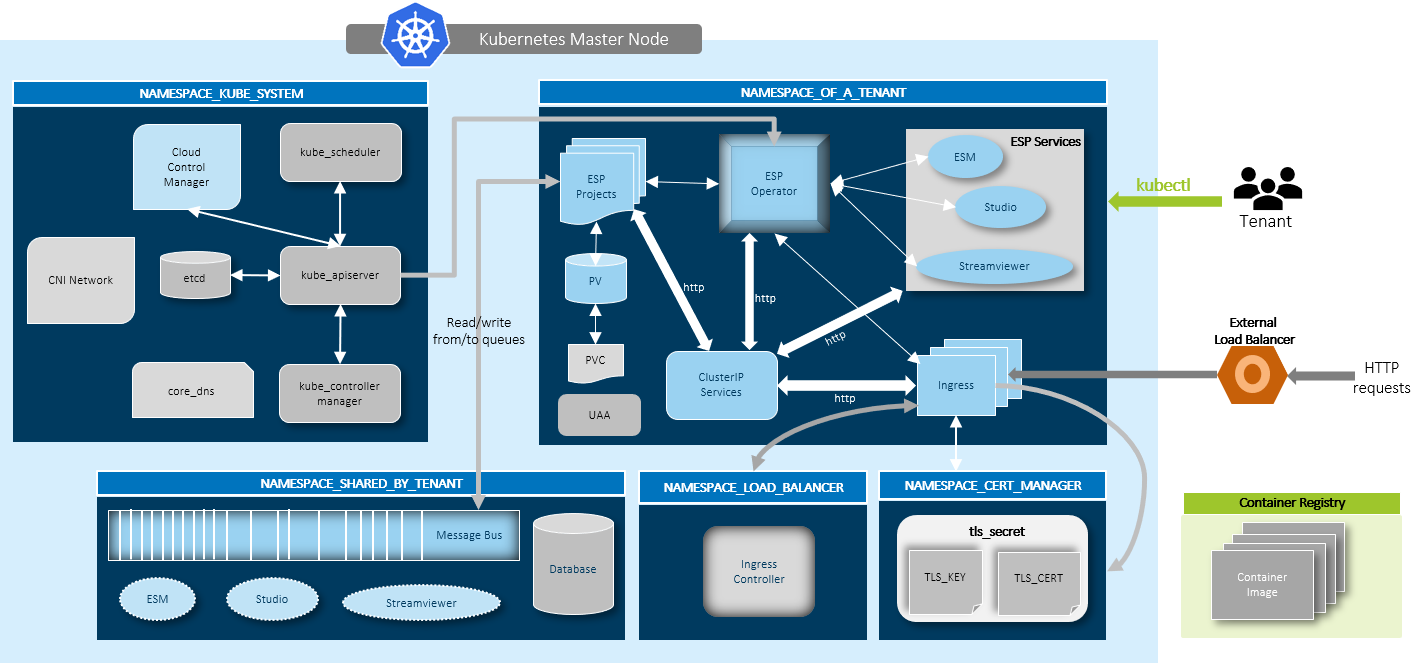 Kubernetes Master Node
NAMESPACE_KUBE_SYSTEM
Cloud
Control
Manager
kube_scheduler
CNI Network
etcd
kube_apiserver
core_dns
kube_controller
manager
NAMESPACE_OF_A_TENANT
ESP
Projects
ESP
Operator
ESP Services
ESM
Studio
Streamviewer
PV
PVC
UAA
http
http
http
http
ClusterIP
Services
Ingress
Read/write
from/to queues
kubectl
Tenant
External
Load Balancer
HTTP
requests
NAMESPACE_SHARED_BY_TENANT
Message Bus
Database
ESM
Studio
Streamviewer
NAMESPACE_LOAD_BALANCER
Ingress
Controller
NAMESPACE_CERT_MANAGER
tls_secret
TLS_KEY
TLS_CERT
Container Registry
Container
Image